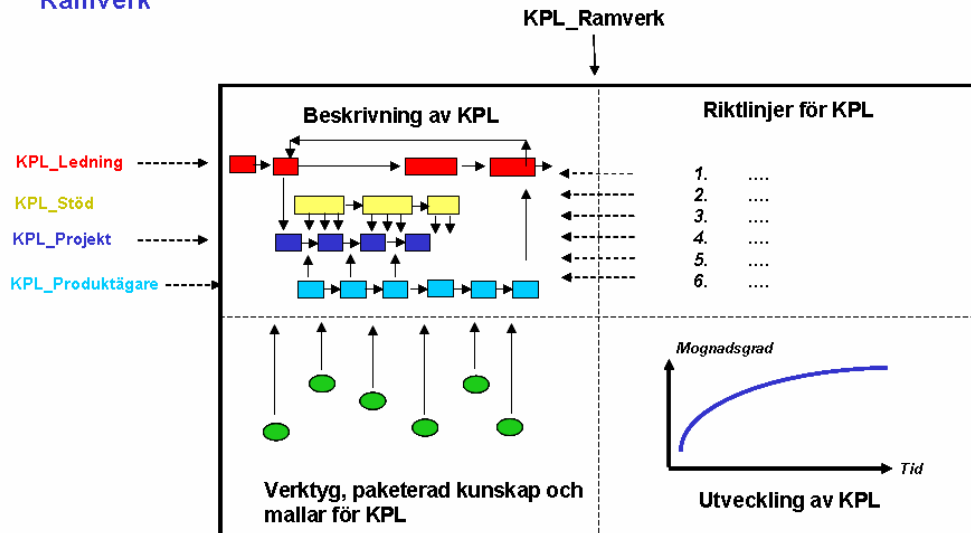 Ramverk
KPL_Ramverk
Beskrivning av KPL
Riktlinjer för KPL
KPL_Ledning
KPL_Stöd
KPL_Projekt
KPL_Produktägare
1. ....
2. ....
3. ....
4. ....
5. ....
6. ....
Mognadsgrad
Tid
Verktyg, paketerad kunskap och
mallar för KPL
Utveckling av KPL